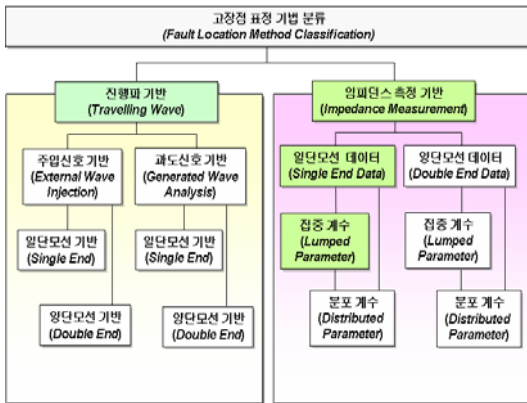 고장점 표정 기법 분류
(Fault Location Method Classification)
진행파 기반
(Travelling Wave)
주입신호 기반
(External Wave
Injection)
과도신호 기반
(Generated Wave
Analysis)
일단모선 기반
(Single End)
일단모선 기반
(Single End)
양단모선 기반
(Double End)
양단모선 기반
(Double End)
임피던스 측정 기반
(Impedance Measurement)
일단모선 데이터
(Single End Data)
양단모선 데이터
(Double End Data)
집중 계수
(Lumped
Parameter)
집중 계수
(Lumped
Parameter)
분포 계수
(Distributed
Parameter)
분포 계수
(Distributed
Parameter)